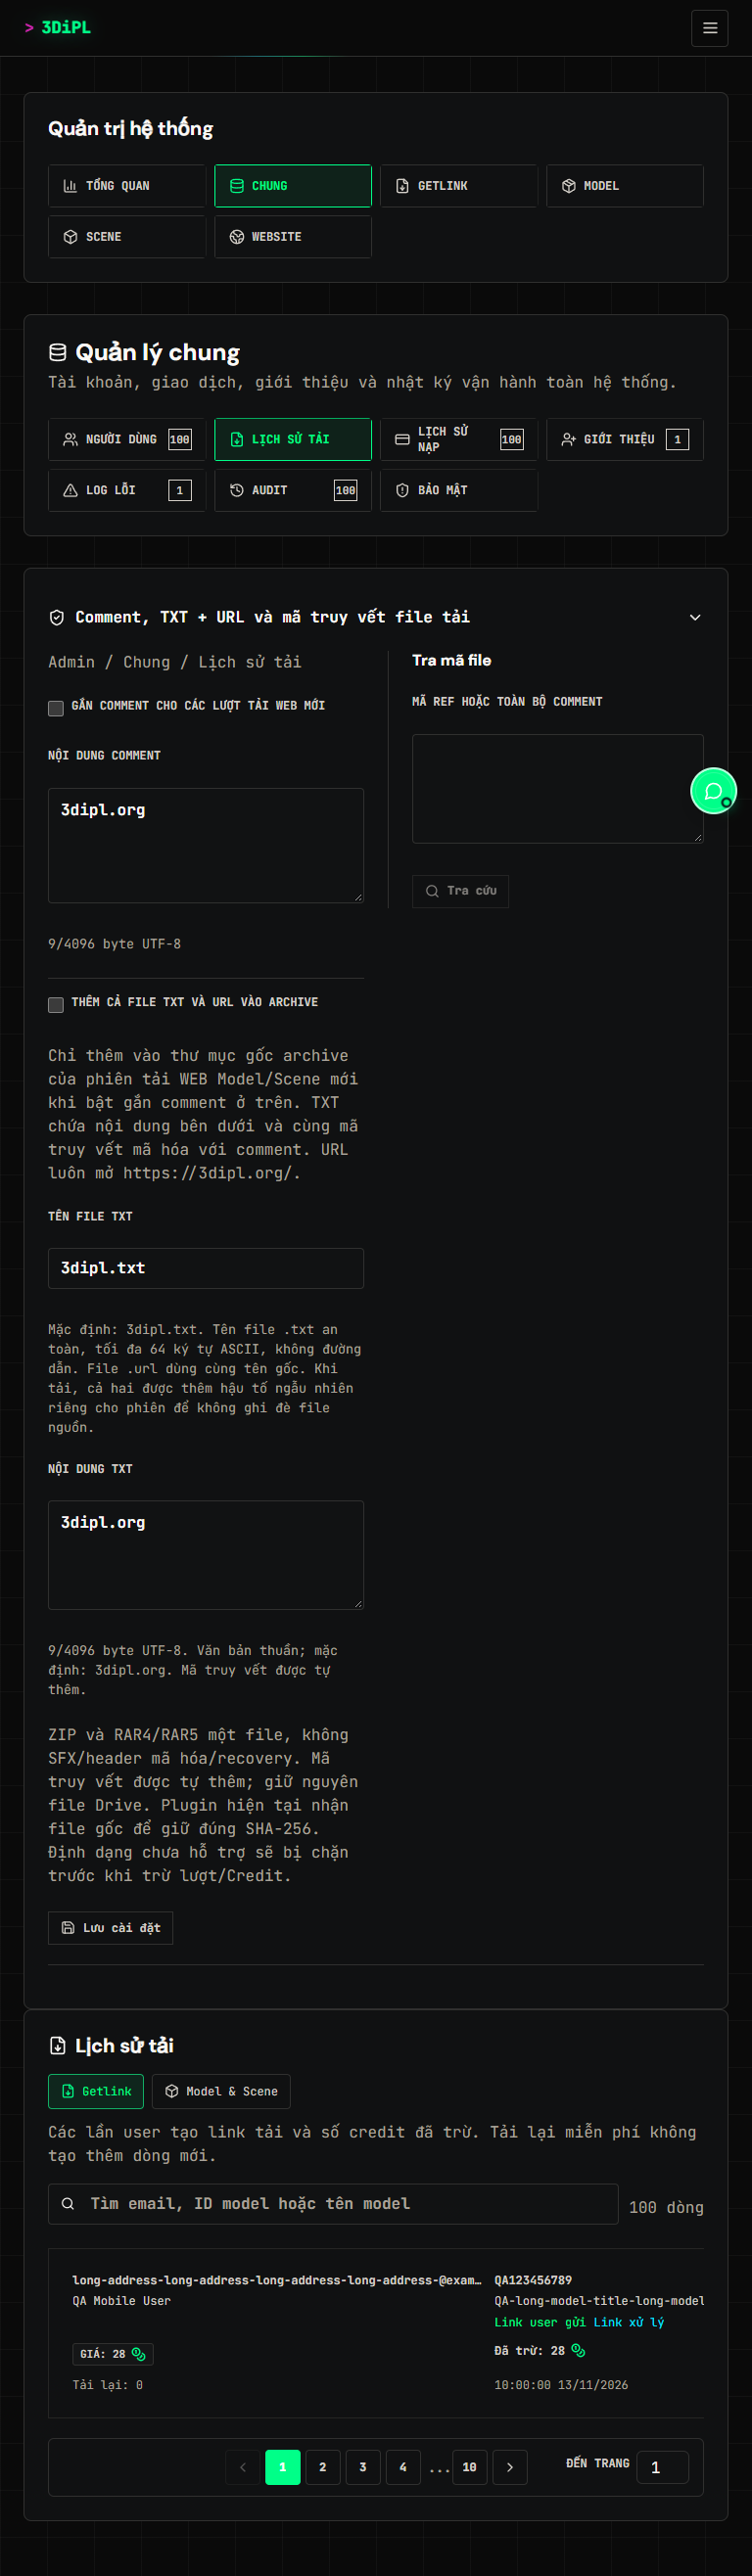 > 3DiPL
Quản trị hệ thống
TỔNG QUAN
CHUNG
GETLINK
MODEL
SCENE
WEBSITE
Quản lý chung
Tài khoản, giao dịch, giới thiệu và nhật ký vận hành toàn hệ thống.
NGƯỜI DÙNG 100
LỊCH SỬ TẢI
LỊCH SỬ
NẠP
100
GIỚI THIỆU 1
LOG LỖI 1
AUDIT 100
BẢO MẬT
Comment, TXT + URL và mã truy vết file tải
Admin / Chung / Lịch sử tải
GẮN COMMENT CHO CÁC LƯỢT TẢI WEB MỚI
NỘI DUNG COMMENT
3dipl.org
9/4096 byte UTF-8
THÊM CẢ FILE TXT VÀ URL VÀO ARCHIVE
Chỉ thêm vào thư mục gốc archive
của phiên tải WEB Model/Scene mới
khi bật gắn comment ở trên. TXT
chứa nội dung bên dưới và cùng mã
truy vết mã hóa với comment. URL
luôn mở https://3dipl.org/.
TÊN FILE TXT
3dipl.txt
Mặc định: 3dipl.txt. Tên file .txt an
toàn, tối đa 64 ký tự ASCII, không đường
dẫn. File .url dùng cùng tên gốc. Khi
tải, cả hai được thêm hậu tố ngẫu nhiên
riêng cho phiên để không ghi đè file
nguồn.
NỘI DUNG TXT
3dipl.org
9/4096 byte UTF-8. Văn bản thuần; mặc
định: 3dipl.org. Mã truy vết được tự
thêm.
ZIP và RAR4/RAR5 một file, không
SFX/header mã hóa/recovery. Mã
truy vết được tự thêm; giữ nguyên
file Drive. Plugin hiện tại nhận
file gốc để giữ đúng SHA-256.
Định dạng chưa hỗ trợ sẽ bị chặn
trước khi trừ lượt/Credit.
Lưu cài đặt
Tra mã file
MÃ REF HOẶC TOÀN BỘ COMMENT
Tra cứu
Lịch sử tải
Getlink
Model & Scene
Các lần user tạo link tải và số credit đã trừ. Tải lại miễn phí không
tạo thêm dòng mới.
Tìm email, ID model hoặc tên model
100 dòng
long-address-long-address-long-address-long-address-@exam…
QA Mobile User
GIÁ: 28
Tải lại: 0
QA123456789
QA-long-model-title-long-model
Link user gửi Link xử lý
Đã trừ: 28
10:00:00 13/11/2026
1 2 3 4 ... 10
ĐẾN TRANG 1